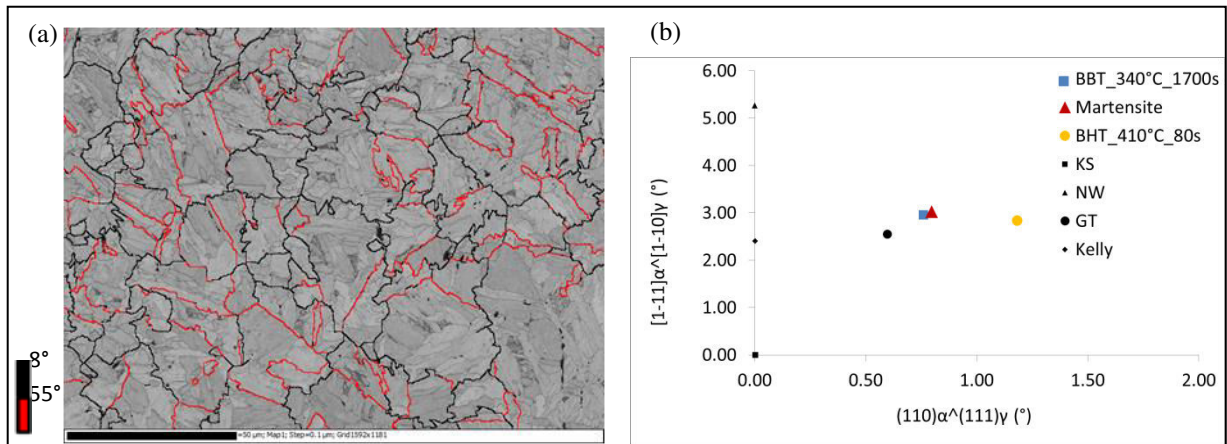 (a)
8°
55°
=50 µm; Map1; Step=0.1 µm; Grid1592x1181
(b)
[1-11]α^[1-10]γ (°)
6.00
5.00
4.00
3.00
2.00
1.00
0.00
0.00 0.50 1.00 1.50 2.00
(110)α^(111)γ (°)
BBT_340°C_1700s
Martensite
BHT_410°C_80s
KS
NW
GT
Kelly